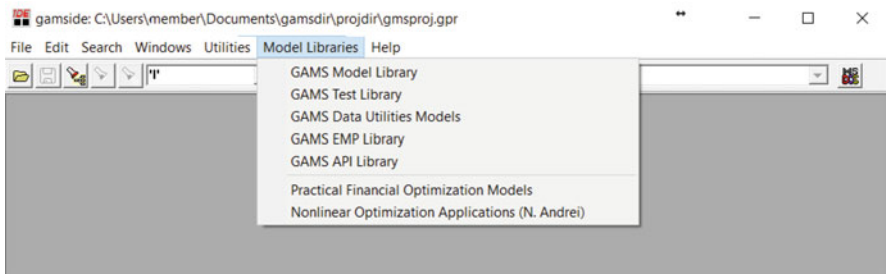 IDE gamside: C:\Users\member\Documents\gamsdir\projdir\gmsproj.gpr
File Edit Search Windows Utilities Model Libraries Help
GAMS Model Library
GAMS Test Library
GAMS Data Utilities Models
GAMS EMP Library
GAMS API Library
Practical Financial Optimization Models
Nonlinear Optimization Applications (N. Andrei)